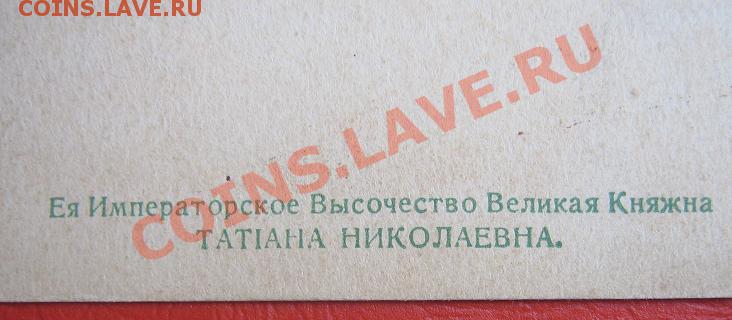 COINS.LAVE.RU
COINS.LAVE.RU
Ея Императорское Высочество Великая Княжна
ТАТІАНА НИКОЛАЕВНА.